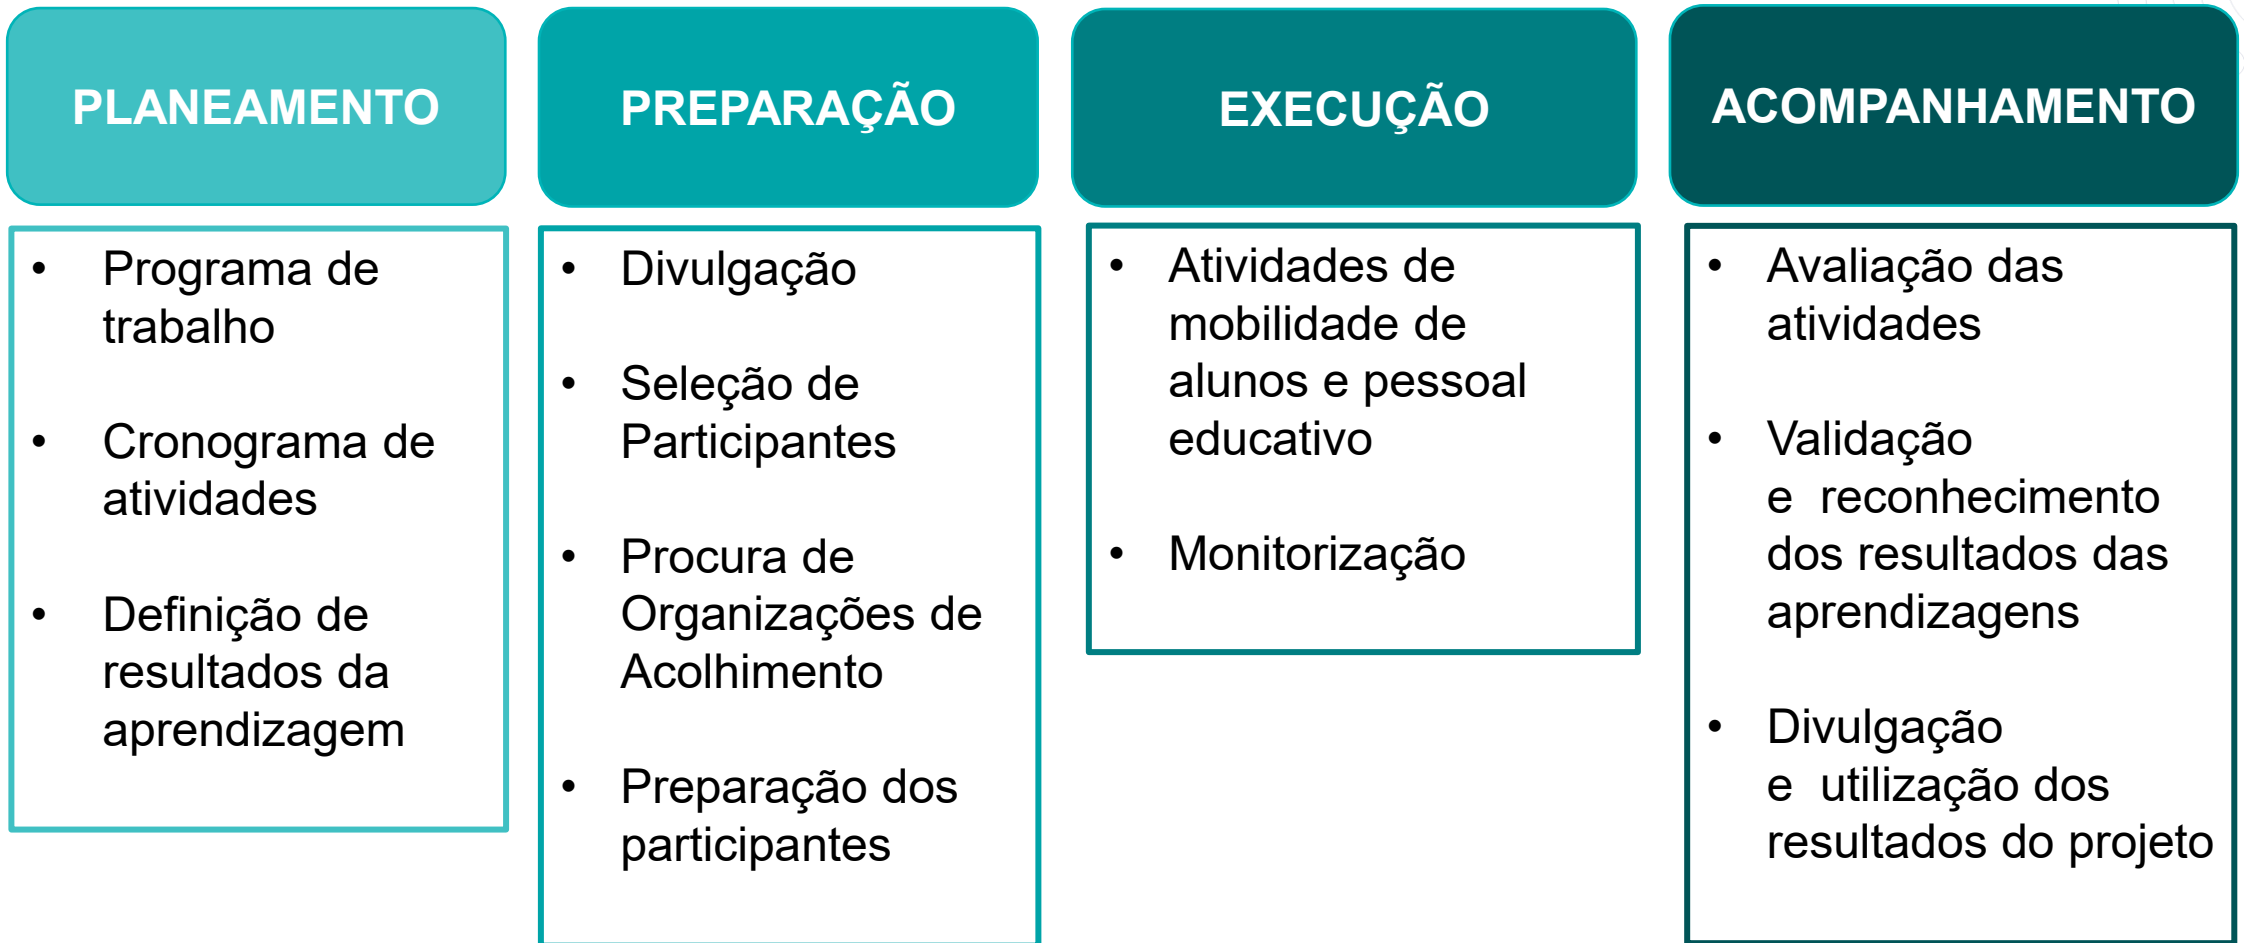 PLANEAMENTO
• Programa de
trabalho
• Cronograma de
atividades
• Definição de
resultados da
aprendizagem
PREPARAÇÃO
• Divulgação
• Seleção de
Participantes
• Procura de
Organizações de
Acolhimento
• Preparação dos
participantes
EXECUÇÃO
• Atividades de
mobilidade de
alunos e pessoal
educativo
• Monitorização
ACOMPANHAMENTO
• Avaliação das
atividades
• Validação
e reconhecimento
dos resultados das
aprendizagens
• Divulgação
e utilização dos
resultados do projeto